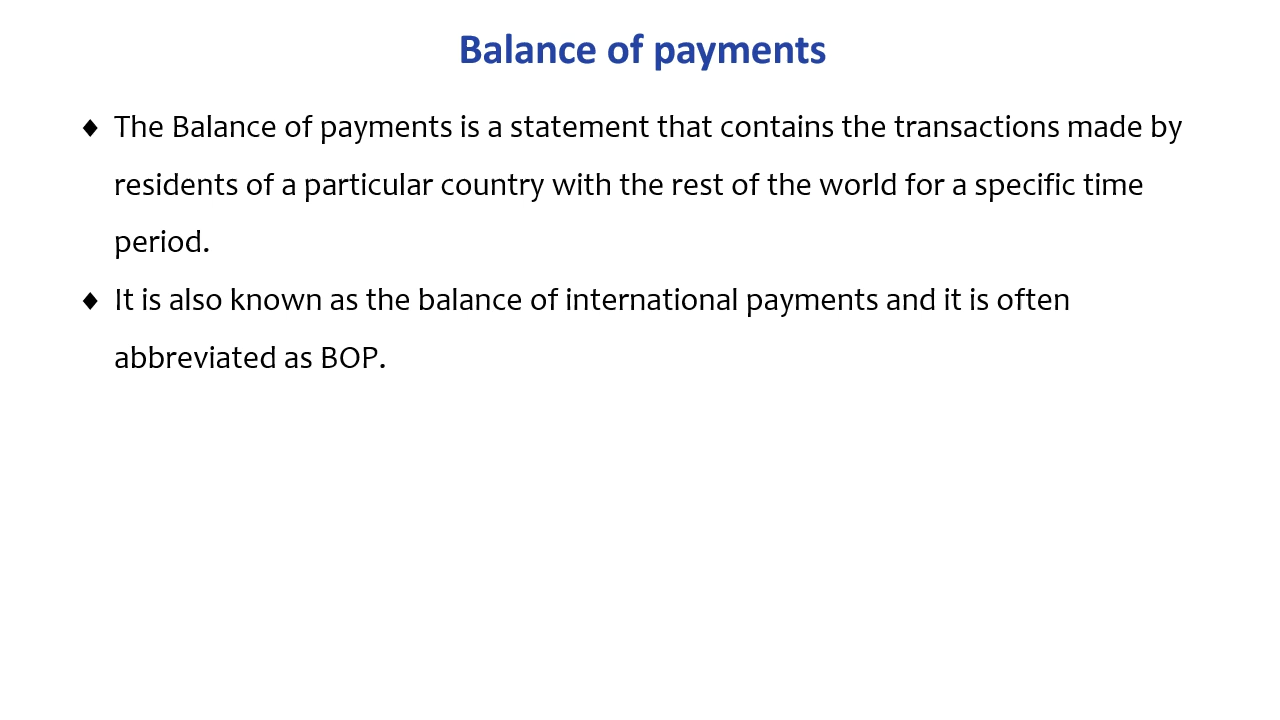 Balance of payments
♦ The Balance of payments is a statement that contains the transactions made by
residents of a particular country with the rest of the world for a specific time
period.
♦ It is also known as the balance of international payments and it is often
abbreviated as BOP.